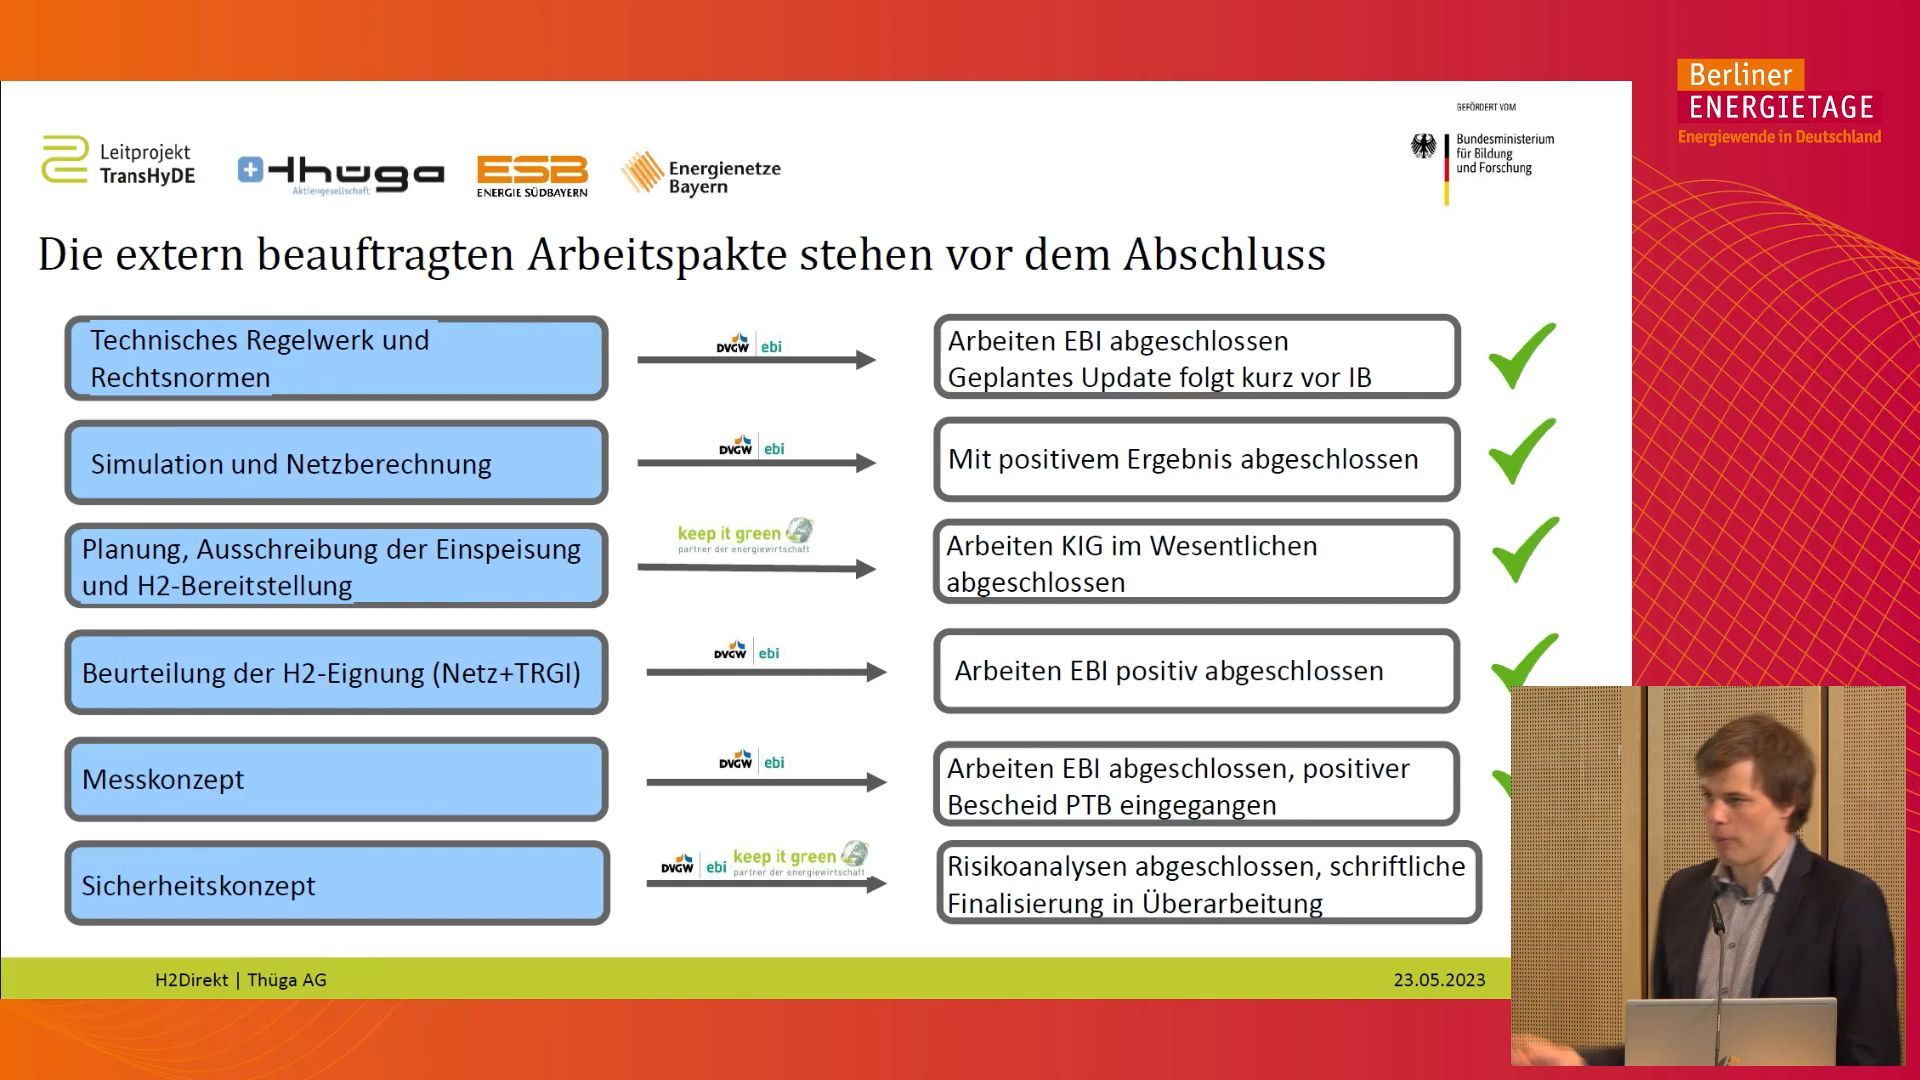 Berliner
ENERGIETAGE
Energiewende in Deutschland
GEFÖRDERT VOM
Bundesministerium
für Bildung
und Forschung
Leitprojekt
TransHyDE
thüga
Aktiengesellschaft
ESB
ENERGIE SÜDBAYERN
Energienetze
Bayern
Die extern beauftragten Arbeitspakte stehen vor dem Abschluss
Technisches Regelwerk und
Rechtsnormen
DVGW ebi
Arbeiten EBI abgeschlossen
Geplantes Update folgt kurz vor IB
Simulation und Netzberechnung
DVGW ebi
Mit positivem Ergebnis abgeschlossen
Planung, Ausschreibung der Einspeisung
und H2-Bereitstellung
keep it green
partner der energiewirtschaft
Arbeiten KIG im Wesentlichen
abgeschlossen
Beurteilung der H2-Eignung (Netz+TRGI)
DVGW ebi
Arbeiten EBI positiv abgeschlossen
Messkonzept
DVGW ebi
Arbeiten EBI abgeschlossen, positiver
Bescheid PTB eingegangen
Sicherheitskonzept
DVGW ebi
keep it green
partner der energiewirtschaft
Risikoanalysen abgeschlossen, schriftliche
Finalisierung in Überarbeitung
H2Direkt | Thüga AG
23.05.2023